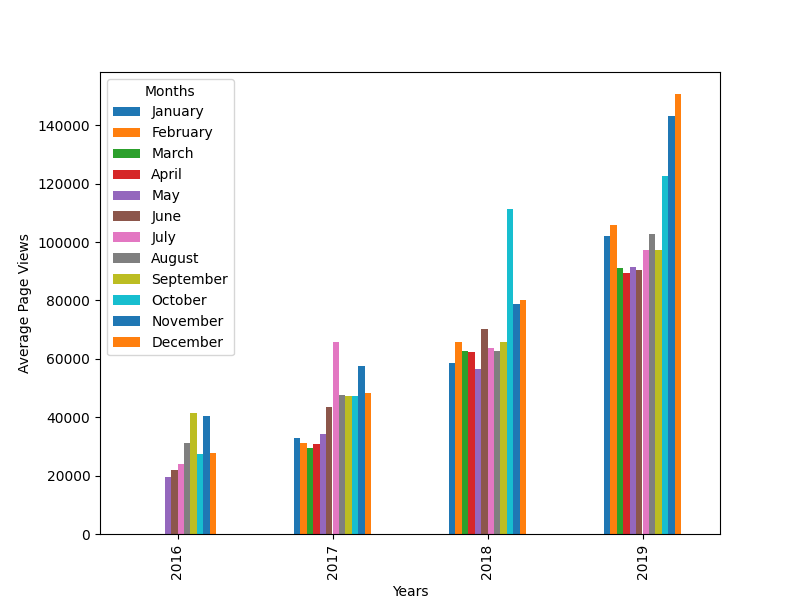 Months
January
February
March
April
May
June
July
August
September
October
November
December
140000
120000
100000
80000
60000
40000
20000
0
Average Page Views
2016
2017
2018
2019
Years